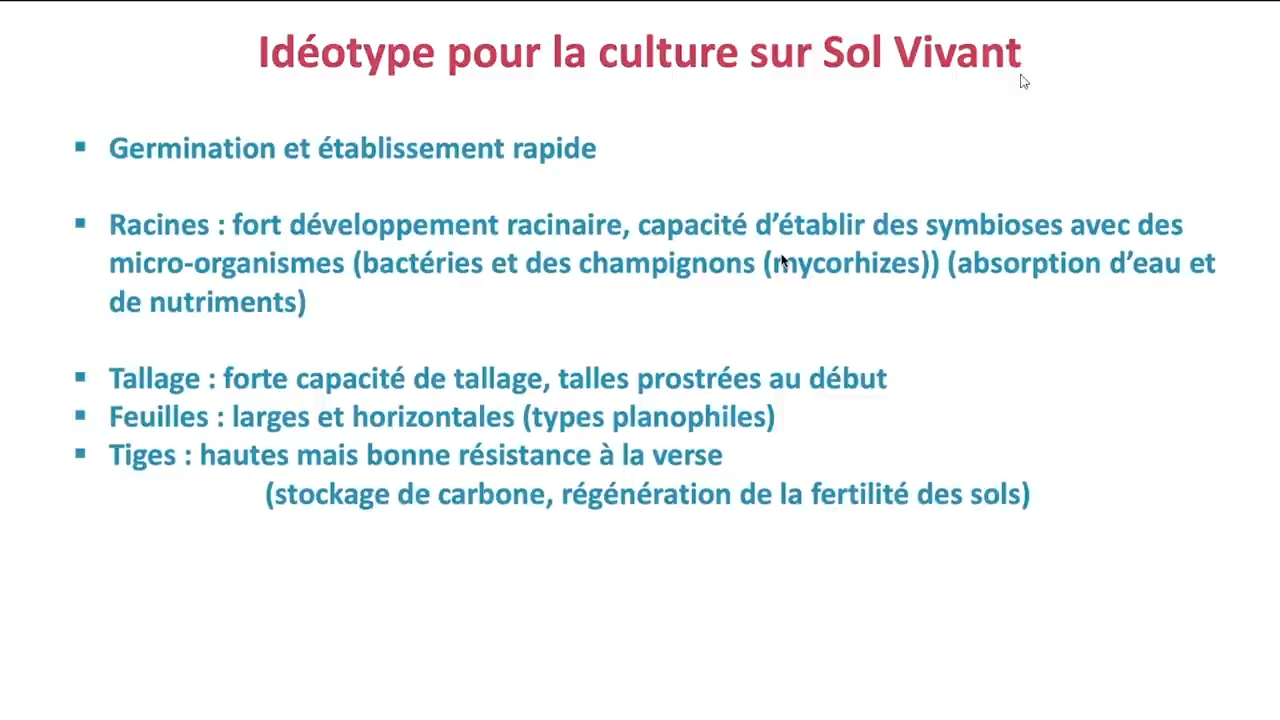 Idéotype pour la culture sur Sol Vivant
▪ Germination et établissement rapide
▪ Racines : fort développement racinaire, capacité d’établir des symbioses avec des
micro-organismes (bactéries et des champignons (mycorhizes)) (absorption d’eau et
de nutriments)
▪ Tallage : forte capacité de tallage, talles prostrées au début
▪ Feuilles : larges et horizontales (types planophiles)
▪ Tiges : hautes mais bonne résistance à la verse
(stockage de carbone, régénération de la fertilité des sols)